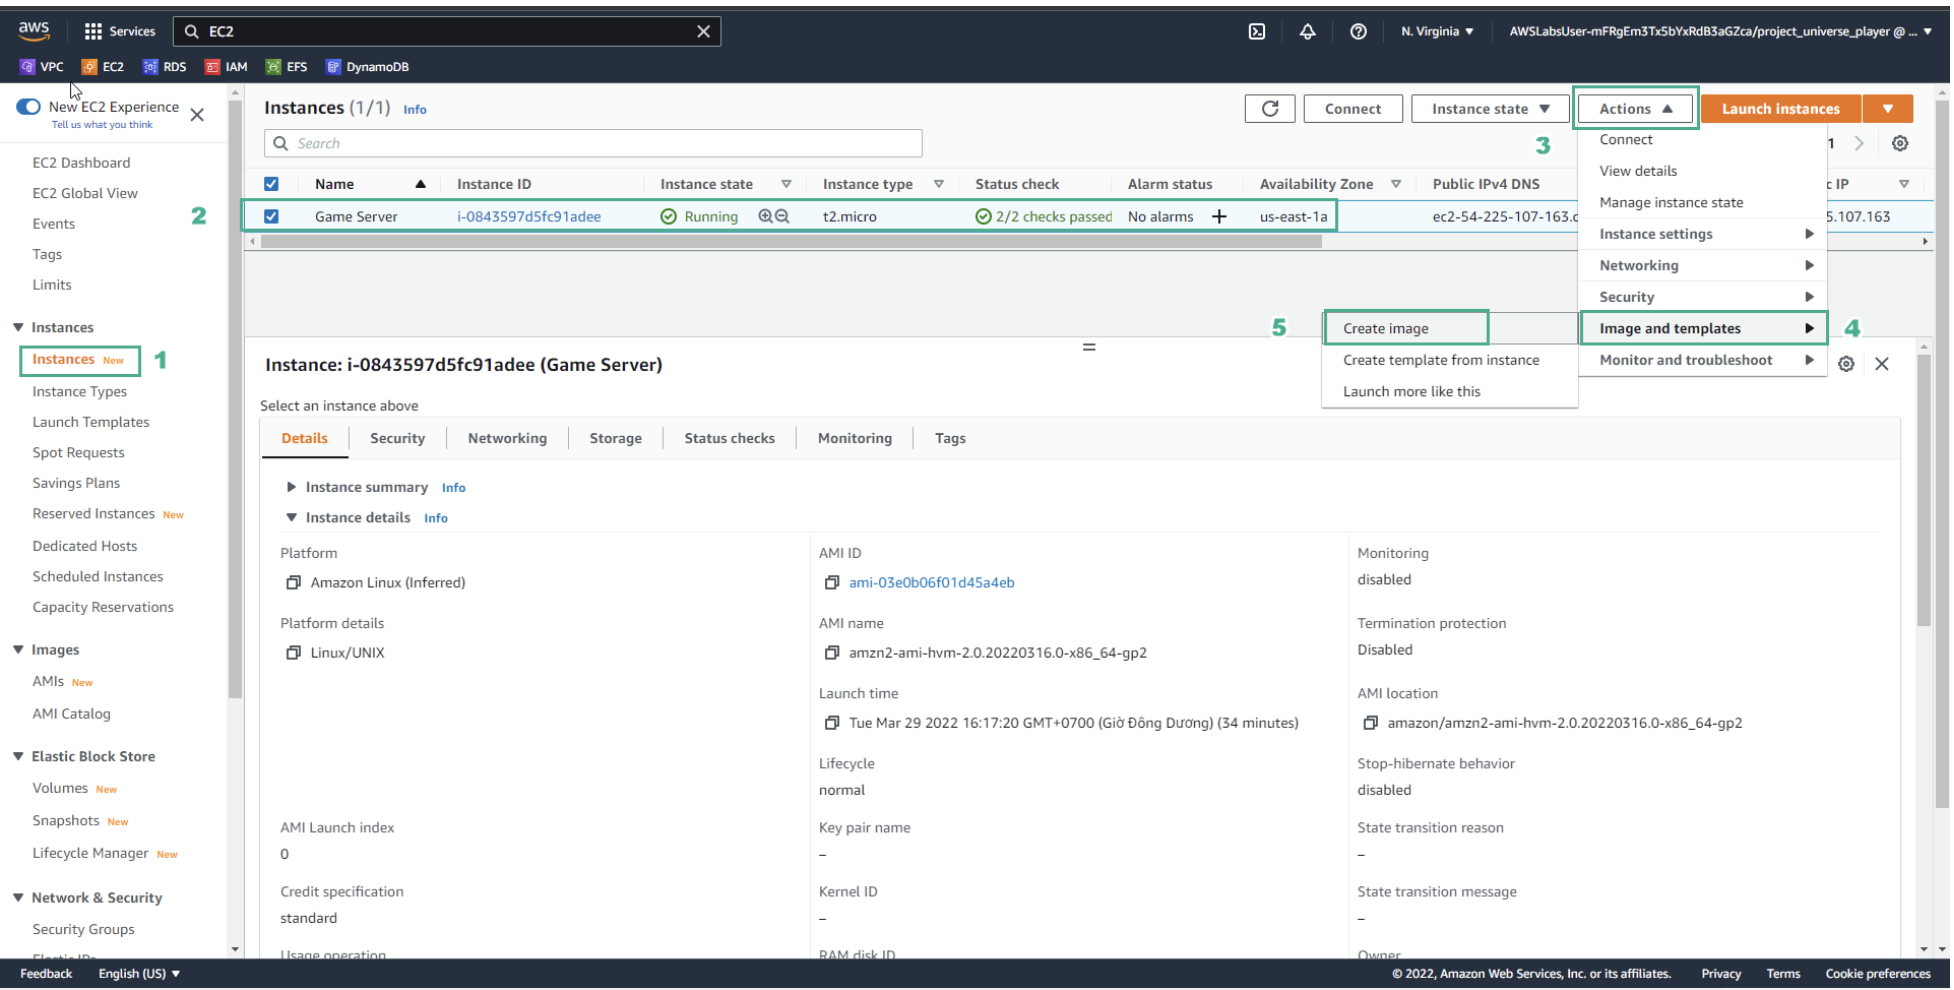 aws
Services
EC2
N. Virginia ▼
AWSLabsUser-mFRgEm3Tx5bYxRdB3aGZca/project_universe_player @ ... ▼
VPC EC2 RDS IAM EFS DynamoDB
New EC2 Experience
Tell us what you think
EC2 Dashboard
EC2 Global View
Events
Tags
Limits
Instances
Instances New
1
Instance Types
Launch Templates
Spot Requests
Savings Plans
Reserved Instances New
Dedicated Hosts
Scheduled Instances
Capacity Reservations
Images
AMIs New
AMI Catalog
Elastic Block Store
Volumes New
Snapshots New
Lifecycle Manager New
Network & Security
Security Groups
Instances (1/1) Info
Connect
Instance state ▼
Actions ▲
Launch instances
Search
3
1
Name Instance ID Instance state Instance type Status check Alarm status Availability Zone Public IPv4 DNS
2
Game Server i-0843597d5fc91adee Running t2.micro 2/2 checks passed No alarms + us-east-1a ec2-54-225-107-163.c
5.107.163
Connect
View details
Manage instance state
Instance settings
Networking
Security
Image and templates
4
Monitor and troubleshoot
5
Create image
Create template from instance
Launch more like this
Instance: i-0843597d5fc91adee (Game Server)
Select an instance above
Details Security Networking Storage Status checks Monitoring Tags
Instance summary Info
Instance details Info
Platform
Amazon Linux (Inferred)
AMI ID
ami-03e0b06f01d45a4eb
Monitoring
disabled
Platform details
Linux/UNIX
AMI name
amzn2-ami-hvm-2.0.20220316.0-x86_64-gp2
Termination protection
Disabled
Launch time
Tue Mar 29 2022 16:17:20 GMT+0700 (Giờ Đông Dương) (34 minutes)
AMI location
amazon/amzn2-ami-hvm-2.0.20220316.0-x86_64-gp2
Lifecycle
normal
Stop-hibernate behavior
disabled
AMI Launch index
0
Key pair name
–
State transition reason
–
Credit specification
standard
Kernel ID
–
State transition message
–
Usage operation
RAM disk ID
Owner
Feedback
English (US) ▼
© 2022, Amazon Web Services, Inc. or its affiliates.
Privacy
Terms
Cookie preferences